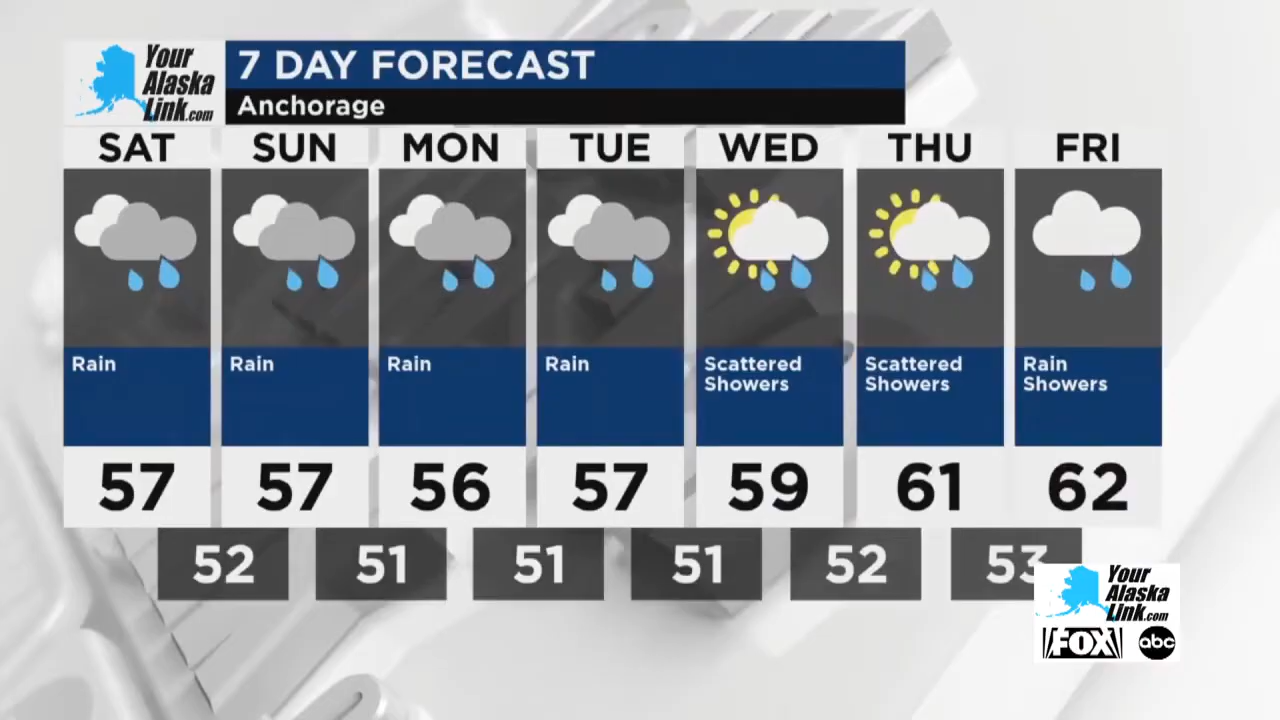 Your
Alaska
Link.com
7 DAY FORECAST
Anchorage
SAT SUN MON TUE WED THU FRI
Rain Rain Rain Rain Scattered Scattered Rain
Showers Showers Showers
57 57 56 57 59 61 62
52 51 51 51 52 53
Your
Alaska
Link.com
FOX abc